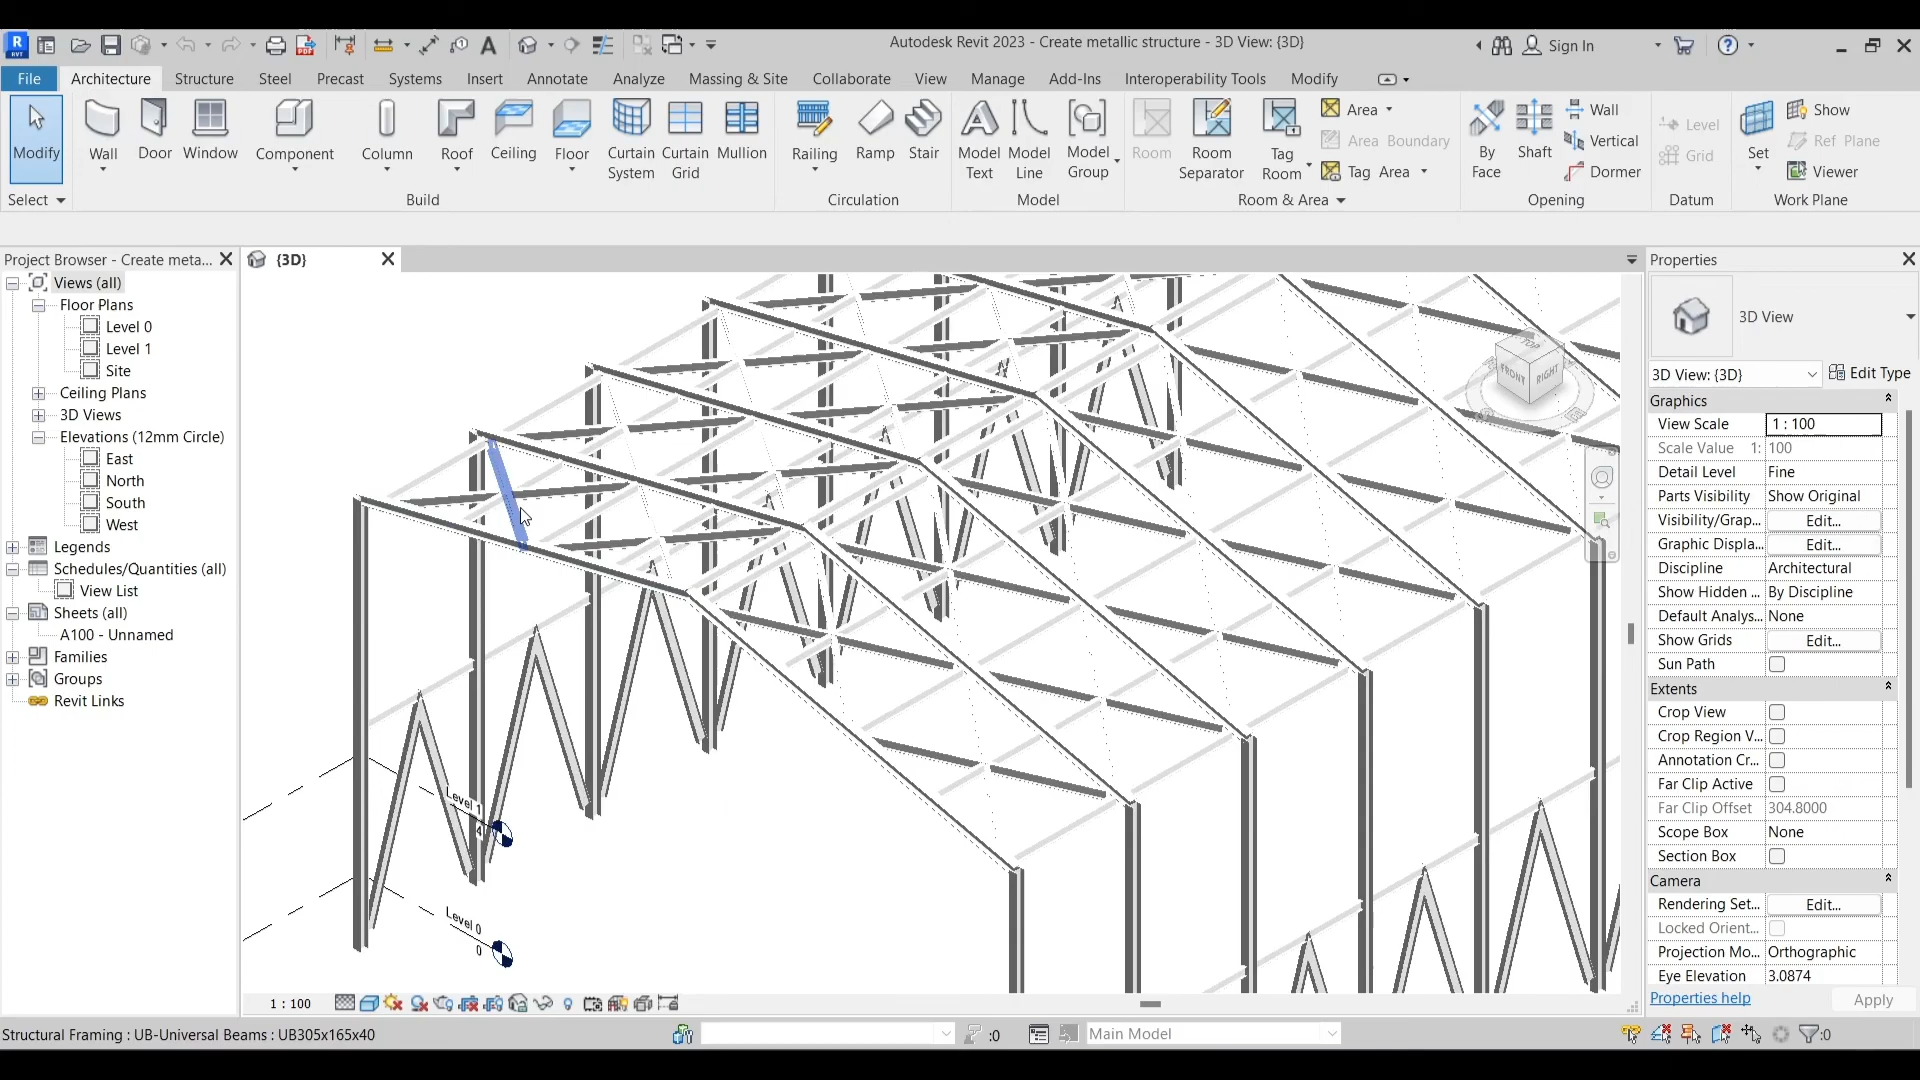 Autodesk Revit 2023 - Create metallic structure - 3D View: {3D}
Sign In
File
Architecture
Structure
Steel
Precast
Systems
Insert
Annotate
Analyze
Massing & Site
Collaborate
View
Manage
Add-Ins
Interoperability Tools
Modify
Modify
Wall
Door
Window
Component
Column
Roof
Ceiling
Floor
Curtain System
Curtain Grid
Mullion
Railing
Ramp
Stair
Model Text
Model Line
Model Group
Room
Room Separator
Tag Room
Area
Area Boundary
Tag Area
By Face
Shaft
Wall
Vertical
Dormer
Level
Grid
Set
Show
Ref Plane
Viewer
Select
Build
Circulation
Model
Room & Area
Opening
Datum
Work Plane
Project Browser - Create meta...
{3D}
Properties
Views (all)
Floor Plans
Level 0
Level 1
Site
Ceiling Plans
3D Views
Elevations (12mm Circle)
East
North
South
West
Legends
Schedules/Quantities (all)
View List
Sheets (all)
A100 - Unnamed
Families
Groups
Revit Links
TOP
FRONT
RIGHT
Level 1
4
Level 0
0
3D View
3D View: {3D}
Edit Type
Graphics
View Scale 1 : 100
Scale Value 1: 100
Detail Level Fine
Parts Visibility Show Original
Visibility/Grap... Edit...
Graphic Displa... Edit...
Discipline Architectural
Show Hidden ... By Discipline
Default Analys... None
Show Grids Edit...
Sun Path
Extents
Crop View
Crop Region V...
Annotation Cr...
Far Clip Active
Far Clip Offset 304.8000
Scope Box None
Section Box
Camera
Rendering Set... Edit...
Locked Orient...
Projection Mo... Orthographic
Eye Elevation 3.0874
Properties help
Apply
1 : 100
Structural Framing : UB-Universal Beams : UB305x165x40
:0
Main Model
:0